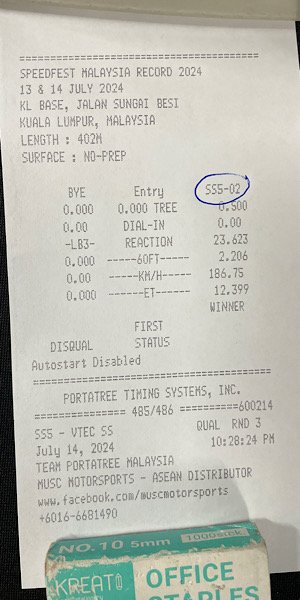 ==============================
SPEEDFEST MALAYSIA RECORD 2024
13 & 14 JULY 2024
KL BASE, JALAN SUNGAI BESI
KUALA LUMPUR, MALAYSIA
LENGTH : 402M
SURFACE : NO-PREP
BYE Entry SS5-02
0.000 0.000 TREE 0.500
0.00 DIAL-IN 0.00
-LB3- REACTION 23.623
0.000 ------60FT----- 2.206
0.00 ------KM/H----- 186.75
0.000 ------ET----- 12.399
WINNER
FIRST
DISQUAL STATUS
Autostart Disabled
==============================
PORTATREE TIMING SYSTEMS, INC.
=============== 485/486 ==========600214
SS5 - VTEC SS QUAL RND 3
July 14, 2024 10:28:24 PM
TEAM PORTATREE MALAYSIA
MUSC MOTORSPORTS - ASEAN DISTRIBUTOR
www.facebook.com/muscmotorsports
+6016-6681490
NO.10 5mm 1000's
KREATO
OFFICE
STAPLES